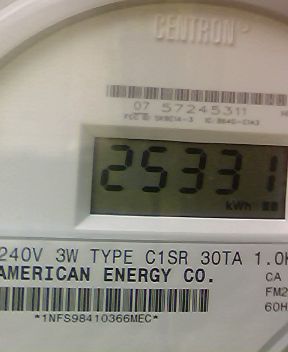 CENTRON
07 57245311
25331
kWh
240V 3W TYPE C1SR 30TA 1.0K
AMERICAN ENERGY CO.
CA
FM2
60H
*1NFS98410366MEC*